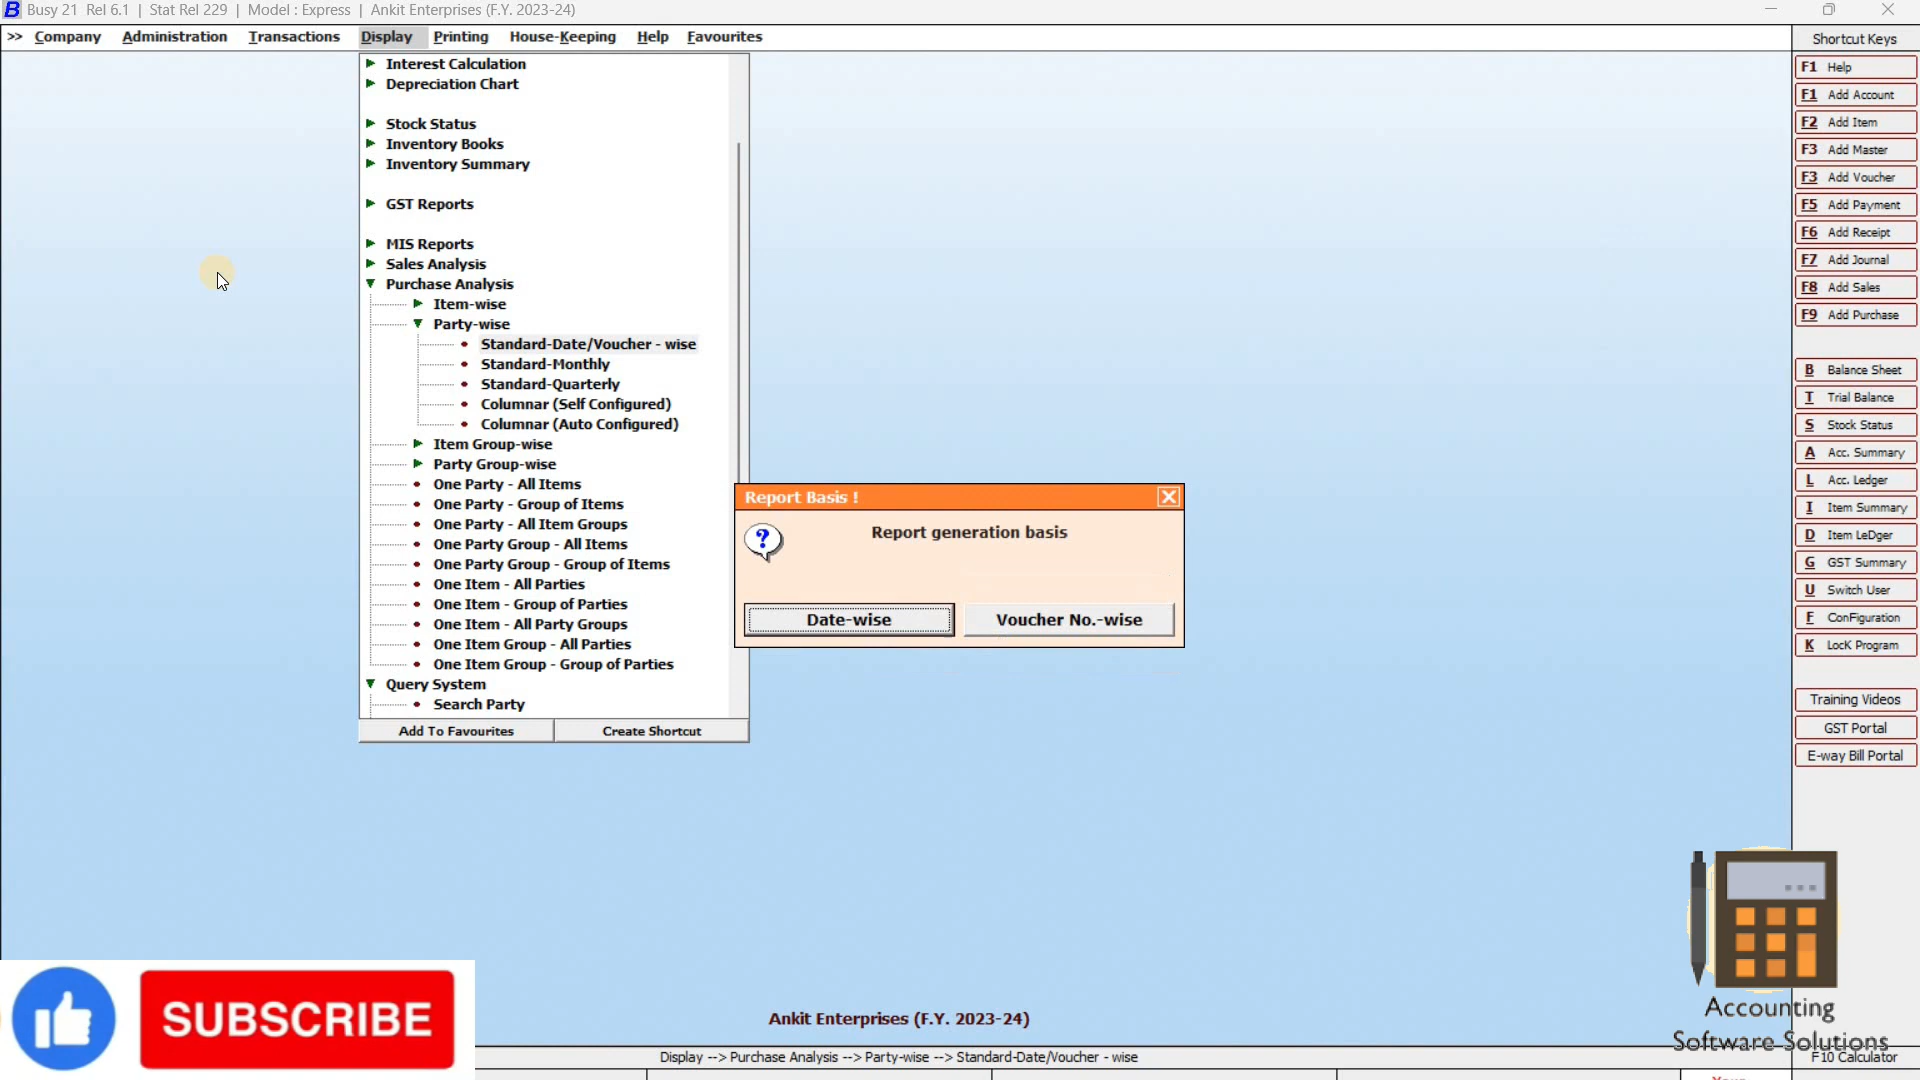 Busy 21 Rel 6.1 | Stat Rel 229 | Model : Express | Ankit Enterprises (F.Y. 2023-24)
>> Company Administration Transactions Display Printing House-Keeping Help Favourites
Interest Calculation
Depreciation Chart
Stock Status
Inventory Books
Inventory Summary
GST Reports
MIS Reports
Sales Analysis
Purchase Analysis
Item-wise
Party-wise
Standard-Date/Voucher - wise
Standard-Monthly
Standard-Quarterly
Columnar (Self Configured)
Columnar (Auto Configured)
Item Group-wise
Party Group-wise
One Party - All Items
One Party - Group of Items
One Party - All Item Groups
One Party Group - All Items
One Party Group - Group of Items
One Item - All Parties
One Item - Group of Parties
One Item - All Party Groups
One Item Group - All Parties
One Item Group - Group of Parties
Query System
Search Party
Add To Favourites Create Shortcut
Report Basis !
? Report generation basis
Date-wise Voucher No.-wise
Shortcut Keys
F1 Help
F1 Add Account
F2 Add Item
F3 Add Master
F3 Add Voucher
F5 Add Payment
F6 Add Receipt
F7 Add Journal
F8 Add Sales
F9 Add Purchase
B Balance Sheet
T Trial Balance
S Stock Status
A Acc. Summary
L Acc. Ledger
I Item Summary
D Item LeDger
G GST Summary
U Switch User
F ConFiguration
K LocK Program
Training Videos
GST Portal
E-way Bill Portal
Accounting
Software Solutions
SUBSCRIBE
Ankit Enterprises (F.Y. 2023-24)
Display --> Purchase Analysis --> Party-wise --> Standard-Date/Voucher - wise
F10 Calculator